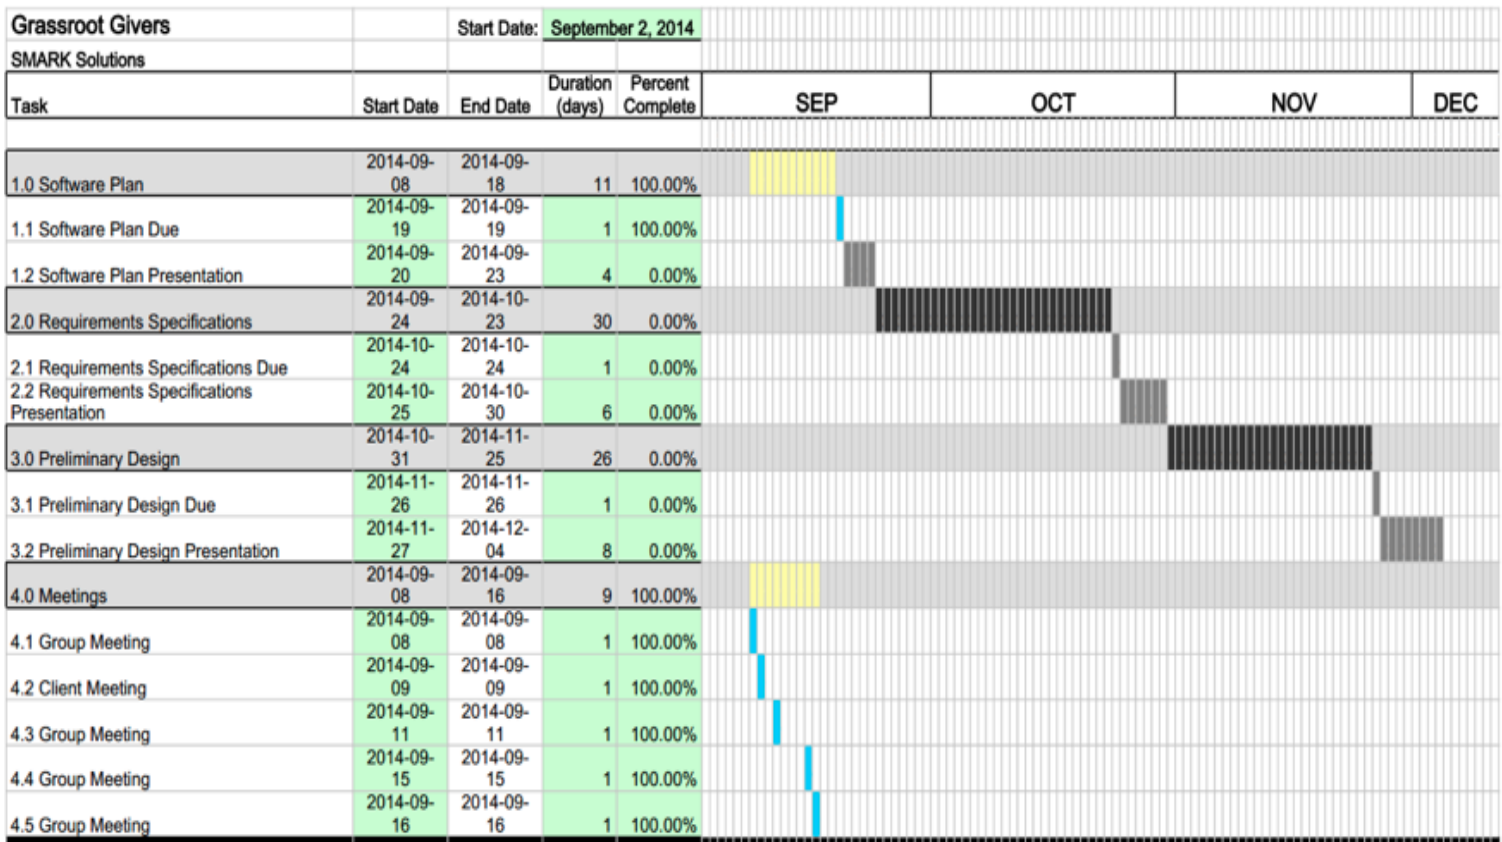 Grassroot Givers Start Date: September 2, 2014
SMARK Solutions
Duration Percent
Task Start Date End Date (days) Complete SEP OCT NOV DEC
2014-09- 2014-09-
1.0 Software Plan 08 18 11 100.00%
2014-09- 2014-09-
1.1 Software Plan Due 19 19 1 100.00%
2014-09- 2014-09-
1.2 Software Plan Presentation 20 23 4 0.00%
2014-09- 2014-10-
2.0 Requirements Specifications 24 23 30 0.00%
2014-10- 2014-10-
2.1 Requirements Specifications Due 24 24 1 0.00%
2.2 Requirements Specifications 2014-10- 2014-10-
Presentation 25 30 6 0.00%
2014-10- 2014-11-
3.0 Preliminary Design 31 25 26 0.00%
2014-11- 2014-11-
3.1 Preliminary Design Due 26 26 1 0.00%
2014-11- 2014-12-
3.2 Preliminary Design Presentation 27 04 8 0.00%
2014-09- 2014-09-
4.0 Meetings 08 16 9 100.00%
2014-09- 2014-09-
4.1 Group Meeting 08 08 1 100.00%
2014-09- 2014-09-
4.2 Client Meeting 09 09 1 100.00%
2014-09- 2014-09-
4.3 Group Meeting 11 11 1 100.00%
2014-09- 2014-09-
4.4 Group Meeting 15 15 1 100.00%
2014-09- 2014-09-
4.5 Group Meeting 16 16 1 100.00%